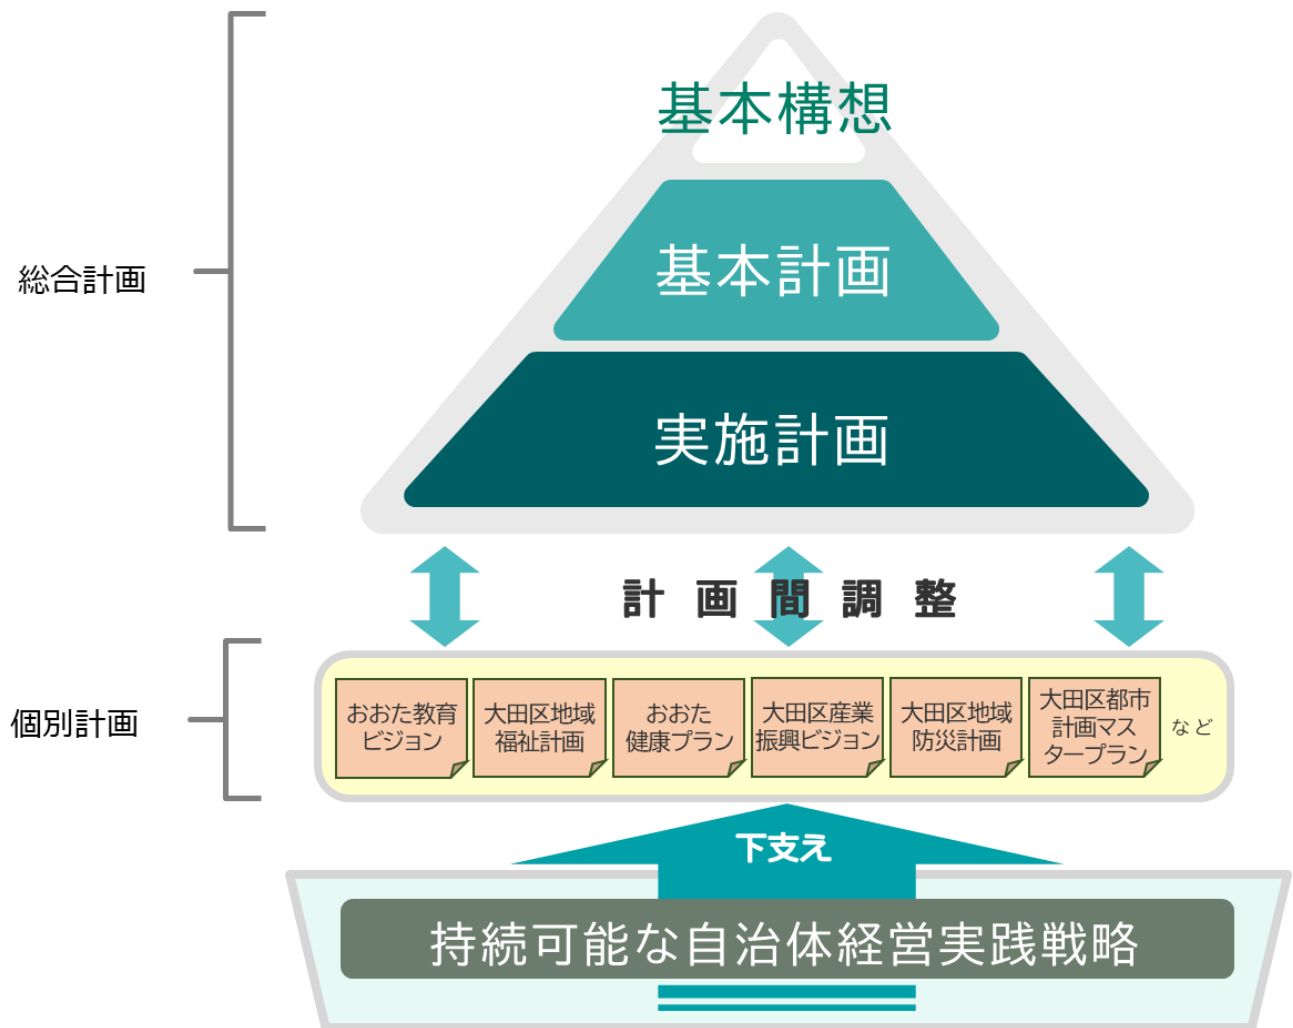 基本構想
基本計画
総合計画
実施計画
計画間調整
個別計画
おおた教育
ビジョン
大田区地域
福祉計画
おおた
健康プラン
大田区産業
振興ビジョン
大田区地域
防災計画
大田区都市
計画マス
タープラン
など
下支え
持続可能な自治体経営実践戦略